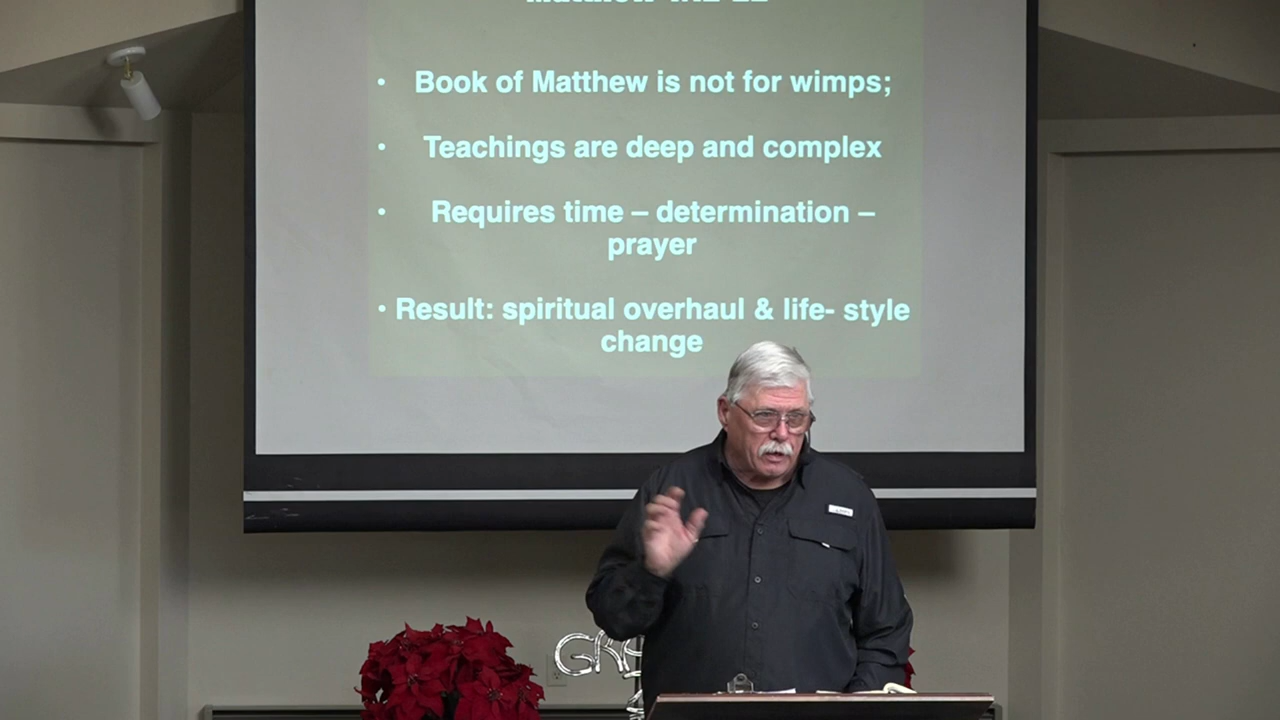 • Book of Matthew is not for wimps;
• Teachings are deep and complex
• Requires time – determination –
prayer
• Result: spiritual overhaul & life- style
change